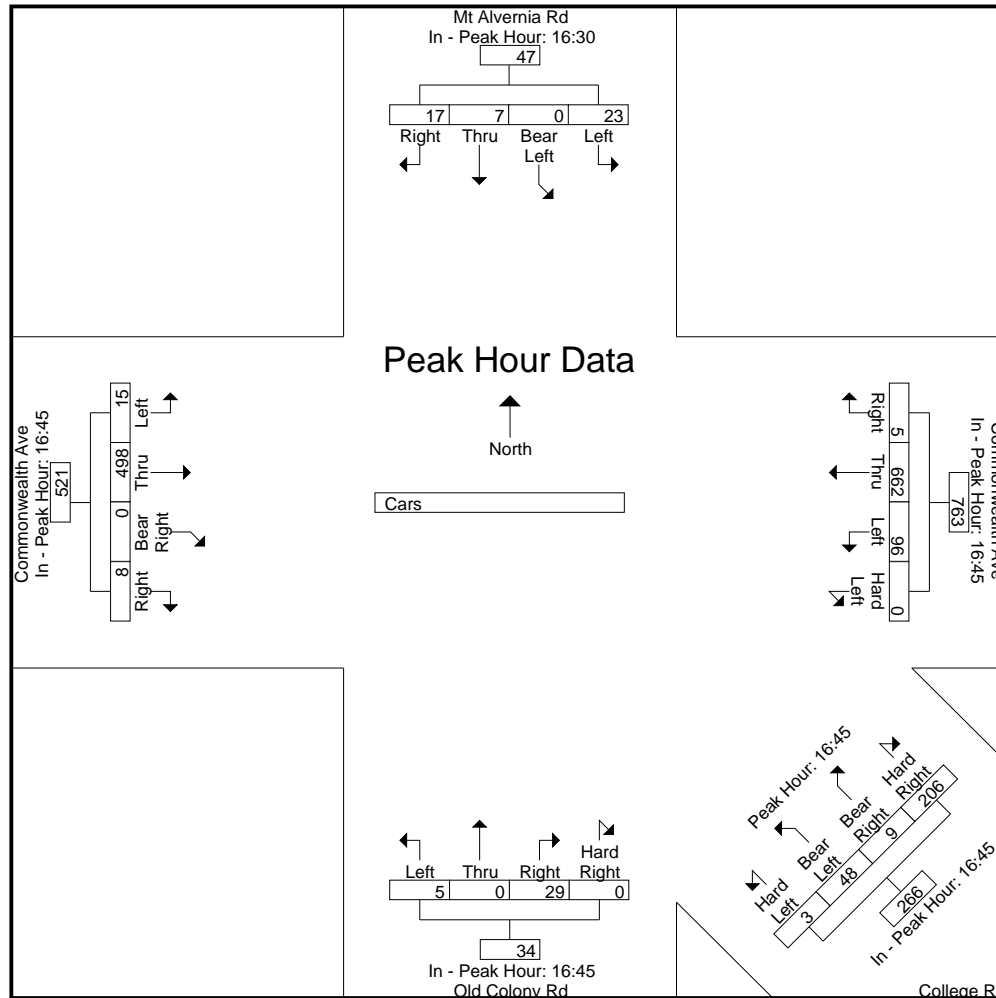 Mt Alvernia Rd
In - Peak Hour: 16:30
47
17 7 0 23
Right Thru Bear Left Left
Peak Hour Data
North
Cars
Commonwealth Ave
In - Peak Hour: 16:45
521
15 498 0 8
Left Thru Bear Right Right
Commonwealth Ave
In - Peak Hour: 16:45
763
5 662 96 0
Right Thru Left Hard Left
Peak Hour: 16:45
Hard Left Bear Left Bear Right Hard Right
3 48 9 206
266
In - Peak Hour: 16:45
College R
Left Thru Right Hard Right
5 0 29 0
34
In - Peak Hour: 16:45
Old Colony Rd